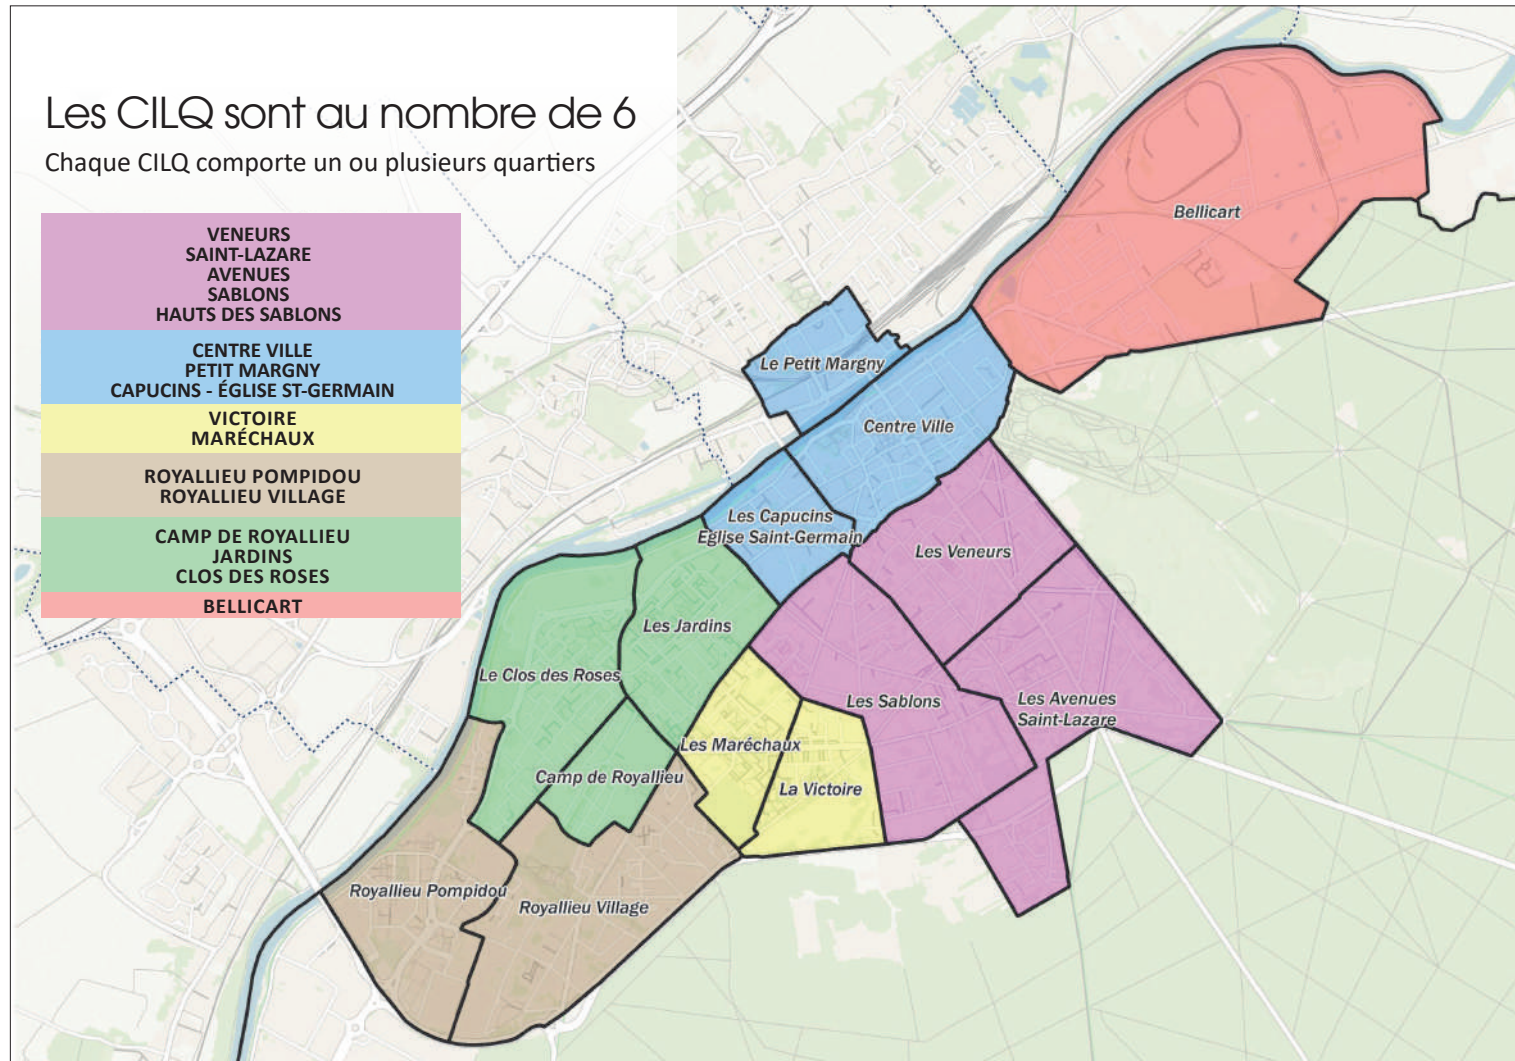 Les CILQ sont au nombre de 6
Chaque CILQ comporte un ou plusieurs quartiers
VENEURS
SAINT-LAZARE
AVENUES
SABLONS
HAUTS DES SABLONS
CENTRE VILLE
PETIT MARGNY
CAPUCINS - ÉGLISE ST-GERMAIN
VICTOIRE
MARÉCHAUX
ROYALLIEU POMPIDOU
ROYALLIEU VILLAGE
CAMP DE ROYALLIEU
JARDINS
CLOS DES ROSES
BELLICART
Bellicart
Le Petit Margny
Centre Ville
Les Capucins
Eglise Saint-Germain
Les Veneurs
Les Jardins
Le Clos des Roses
Les Sablons
Les Avenues
Saint-Lazare
Les Maréchaux
Camp de Royallieu
La Victoire
Royallieu Pompidou
Royallieu Village